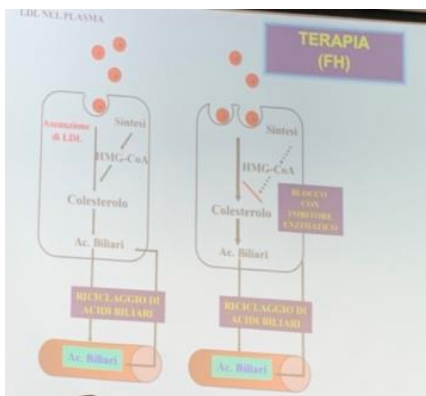 LDL NEL PLASMA
TERAPIA
(FH)
Assunzione
di LDL
Sintesi
HMG-CoA
Colesterolo
Ac. Biliari
RICICLAGGIO DI
ACIDI BILIARI
Ac. Biliari
Sintesi
HMG-CoA
Colesterolo
BLOCCO
CON
INIBITORE
ENZIMATICO
Ac. Biliari
RICICLAGGIO DI
ACIDI BILIARI
Ac. Biliari